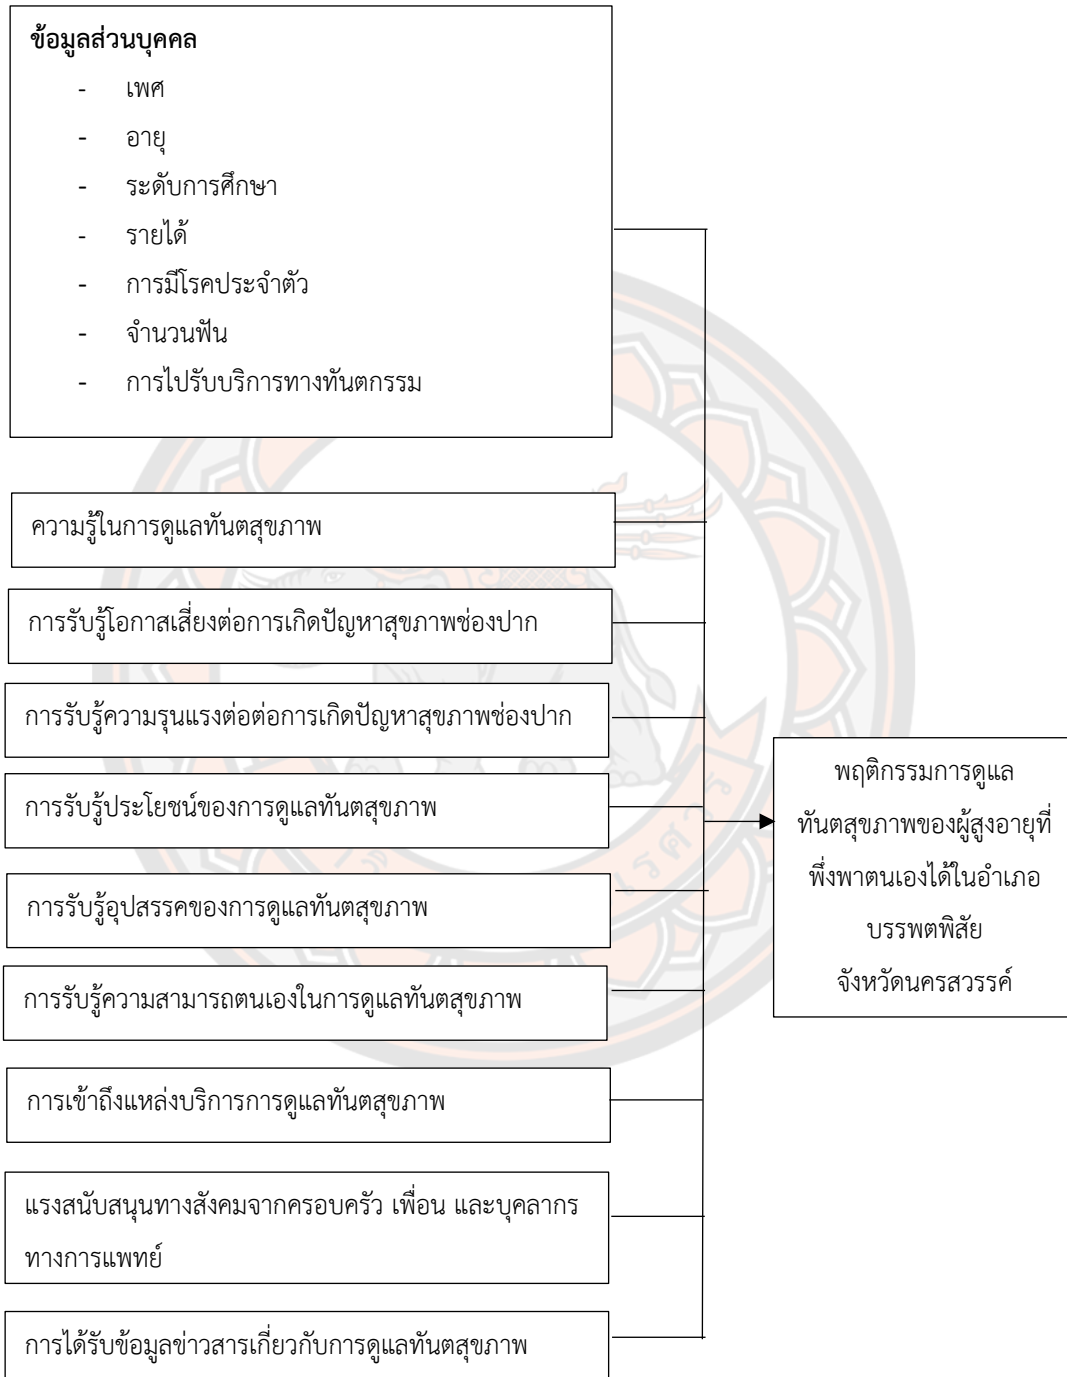 ข้อมูลส่วนบุคคล
- เพศ
- อายุ
- ระดับการศึกษา
- รายได้
- การมีโรคประจำตัว
- จำนวนฟัน
- การไปรับบริการทางทันตกรรม
ความรู้ในการดูแลทันตสุขภาพ
การรับรู้โอกาสเสี่ยงต่อการเกิดปัญหาสุขภาพช่องปาก
การรับรู้ความรุนแรงต่อต่อการเกิดปัญหาสุขภาพช่องปาก
การรับรู้ประโยชน์ของการดูแลทันตสุขภาพ
การรับรู้อุปสรรคของการดูแลทันตสุขภาพ
การรับรู้ความสามารถตนเองในการดูแลทันตสุขภาพ
การเข้าถึงแหล่งบริการการดูแลทันตสุขภาพ
แรงสนับสนุนทางสังคมจากครอบครัว เพื่อน และบุคลากร
ทางการแพทย์
การได้รับข้อมูลข่าวสารเกี่ยวกับการดูแลทันตสุขภาพ
พฤติกรรมการดูแล
ทันตสุขภาพของผู้สูงอายุที่
พึ่งพาตนเองได้ในอำเภอ
บรรพตพิสัย
จังหวัดนครสวรรค์